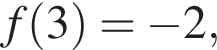 f(3) = −2,